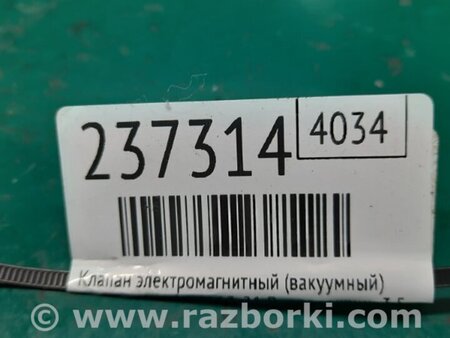 237314
4034
Клапан электромагнитный (вакуумный)
www.razborki.com